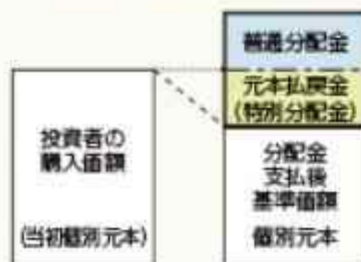 普通分配金
元本払戻金
(特別分配金)
投資者の
購入価額
(当初個別元本)
分配金
支払後
基準価額
個別元本